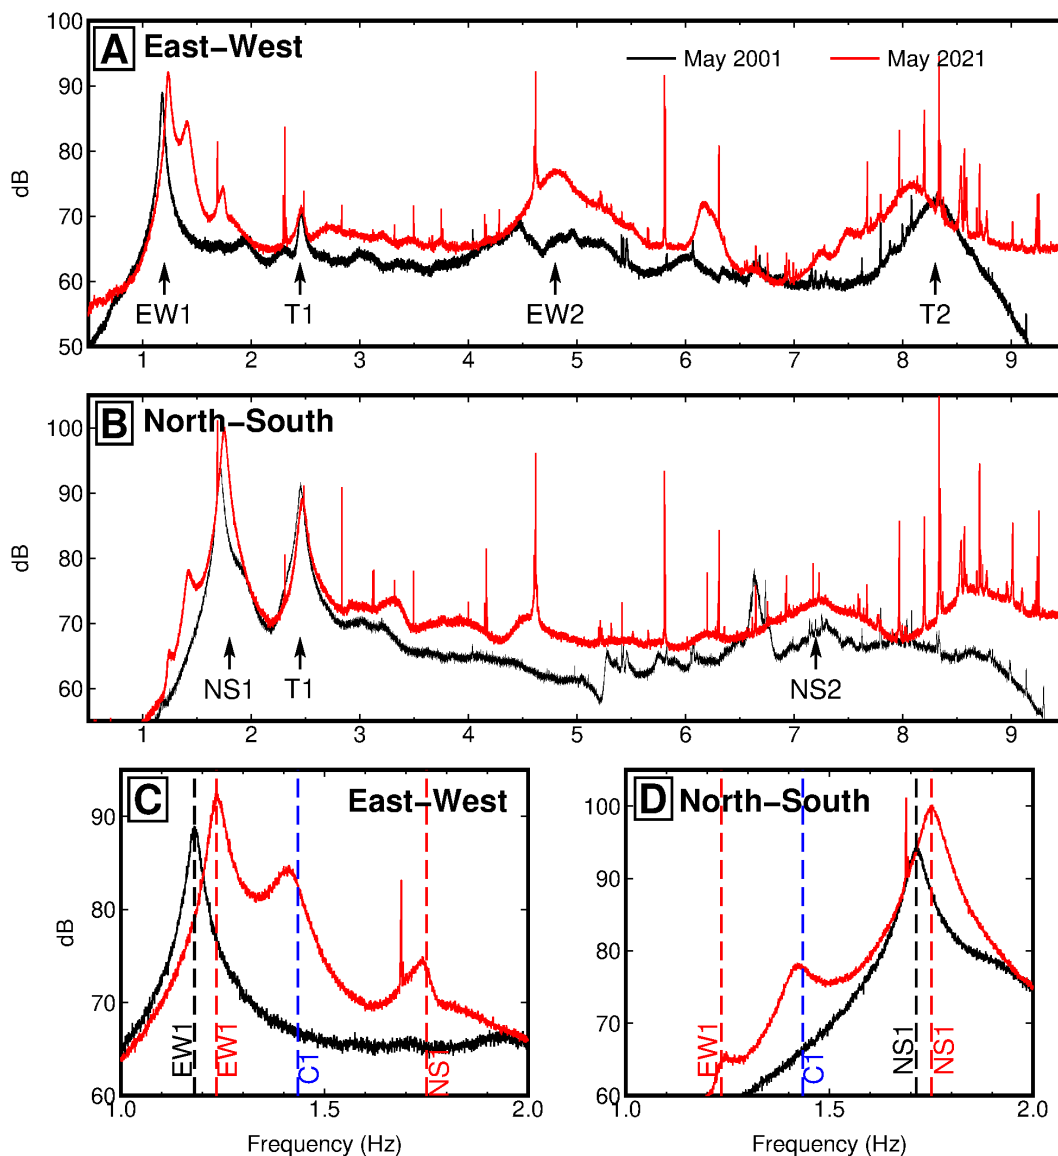 A East–West
May 2001
May 2021
dB
100
90
80
70
60
50
EW1
T1
EW2
T2
1 2 3 4 5 6 7 8 9
B North–South
dB
100
90
80
70
60
NS1
T1
NS2
1 2 3 4 5 6 7 8 9
C East–West
dB
90
80
70
60
EW1
EW1
C1
NS1
1.0 1.5 2.0
Frequency (Hz)
D North–South
100
90
80
70
60
EW1
C1
NS1
NS1
1.0 1.5 2.0
Frequency (Hz)